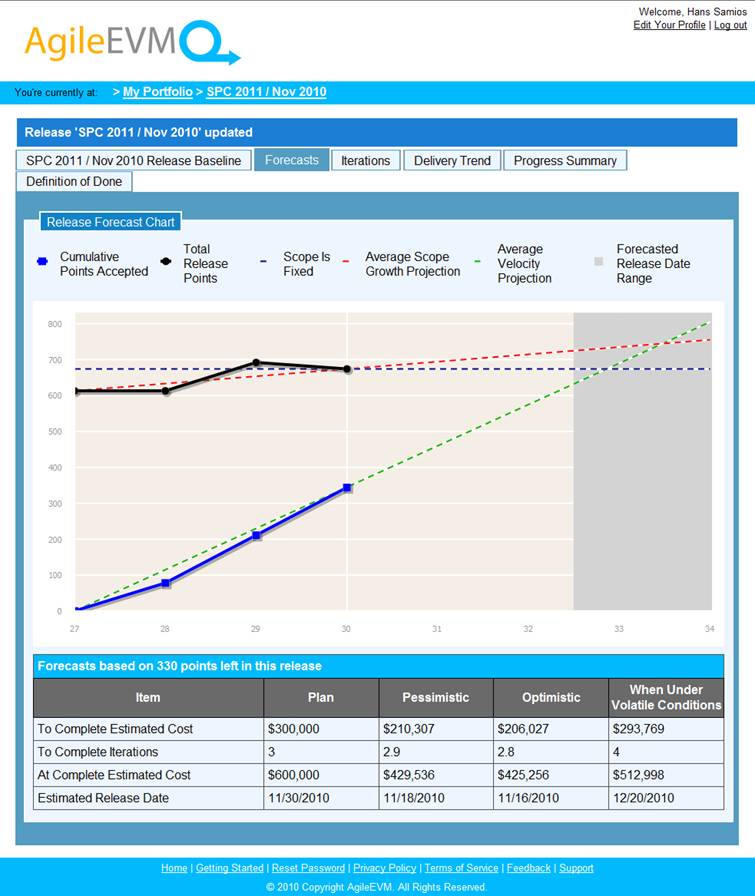 Welcome, Hans Samios
Edit Your Profile | Log out
AgileEVM
You're currently at: > My Portfolio > SPC 2011 / Nov 2010
Release 'SPC 2011 / Nov 2010' updated
SPC 2011 / Nov 2010 Release Baseline Forecasts Iterations Delivery Trend Progress Summary
Definition of Done
Release Forecast Chart
Cumulative Points Accepted
Total Release Points
Scope Is Fixed
Average Scope Growth Projection
Average Velocity Projection
Forecasted Release Date Range
800
700
600
500
400
300
200
100
0
27 28 29 30 31 32 33 34
Forecasts based on 330 points left in this release
Item Plan Pessimistic Optimistic When Under Volatile Conditions
To Complete Estimated Cost $300,000 $210,307 $206,027 $293,769
To Complete Iterations 3 2.9 2.8 4
At Complete Estimated Cost $600,000 $429,536 $425,256 $512,998
Estimated Release Date 11/30/2010 11/18/2010 11/16/2010 12/20/2010
Home | Getting Started | Reset Password | Privacy Policy | Terms of Service | Feedback | Support
© 2010 Copyright AgileEVM. All Rights Reserved.